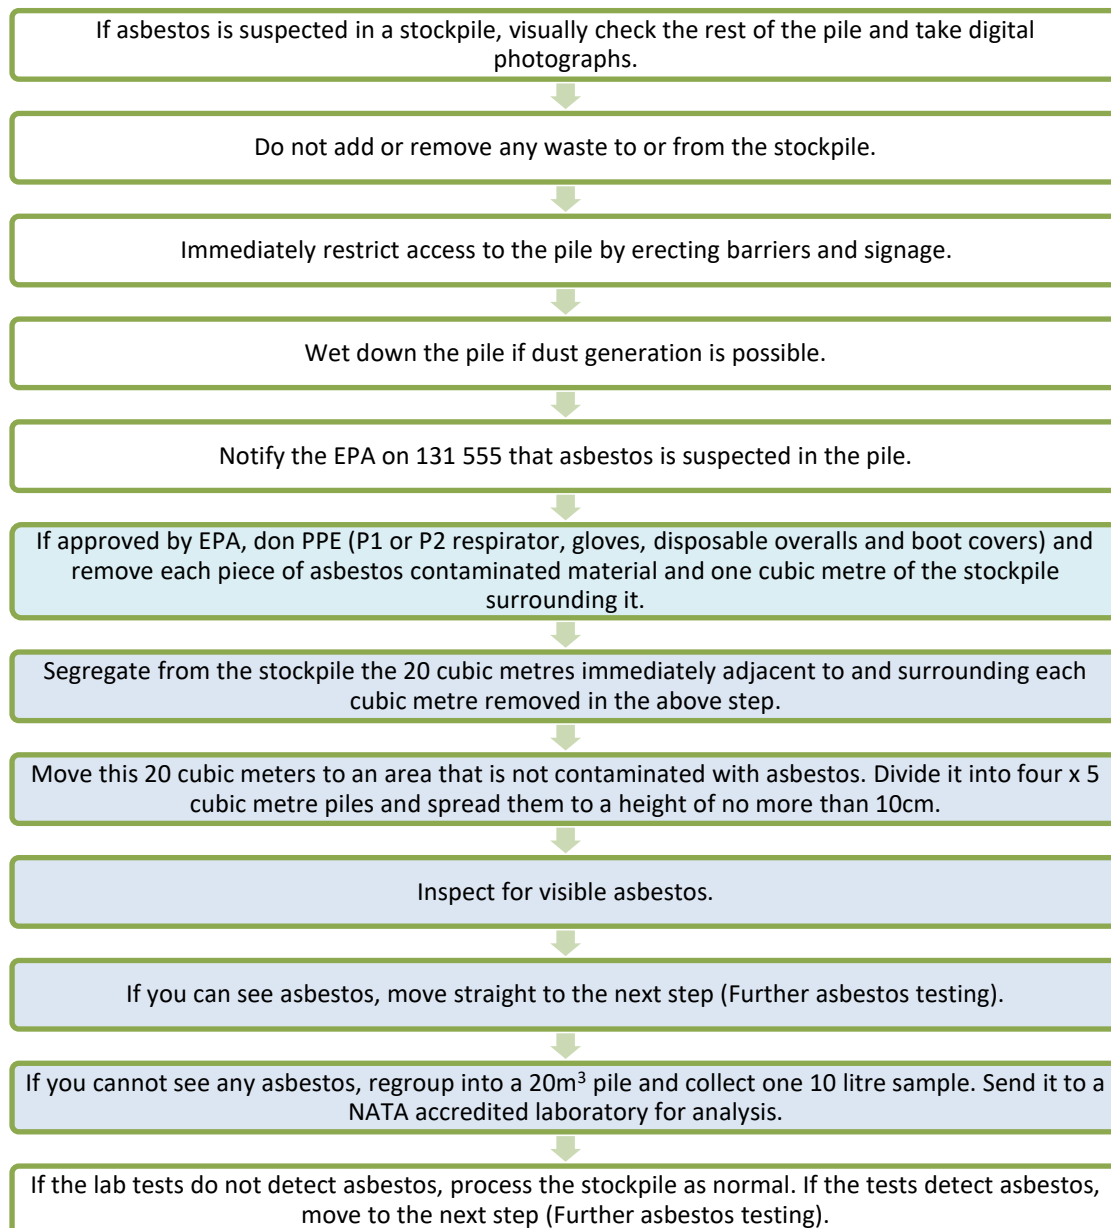 If asbestos is suspected in a stockpile, visually check the rest of the pile and take digital
photographs.
Do not add or remove any waste to or from the stockpile.
Immediately restrict access to the pile by erecting barriers and signage.
Wet down the pile if dust generation is possible.
Notify the EPA on 131 555 that asbestos is suspected in the pile.
If approved by EPA, don PPE (P1 or P2 respirator, gloves, disposable overalls and boot covers) and
remove each piece of asbestos contaminated material and one cubic metre of the stockpile
surrounding it.
Segregate from the stockpile the 20 cubic metres immediately adjacent to and surrounding each
cubic metre removed in the above step.
Move this 20 cubic meters to an area that is not contaminated with asbestos. Divide it into four x 5
cubic metre piles and spread them to a height of no more than 10cm.
Inspect for visible asbestos.
If you can see asbestos, move straight to the next step (Further asbestos testing).
If you cannot see any asbestos, regroup into a 20m³ pile and collect one 10 litre sample. Send it to a
NATA accredited laboratory for analysis.
If the lab tests do not detect asbestos, process the stockpile as normal. If the tests detect asbestos,
move to the next step (Further asbestos testing).